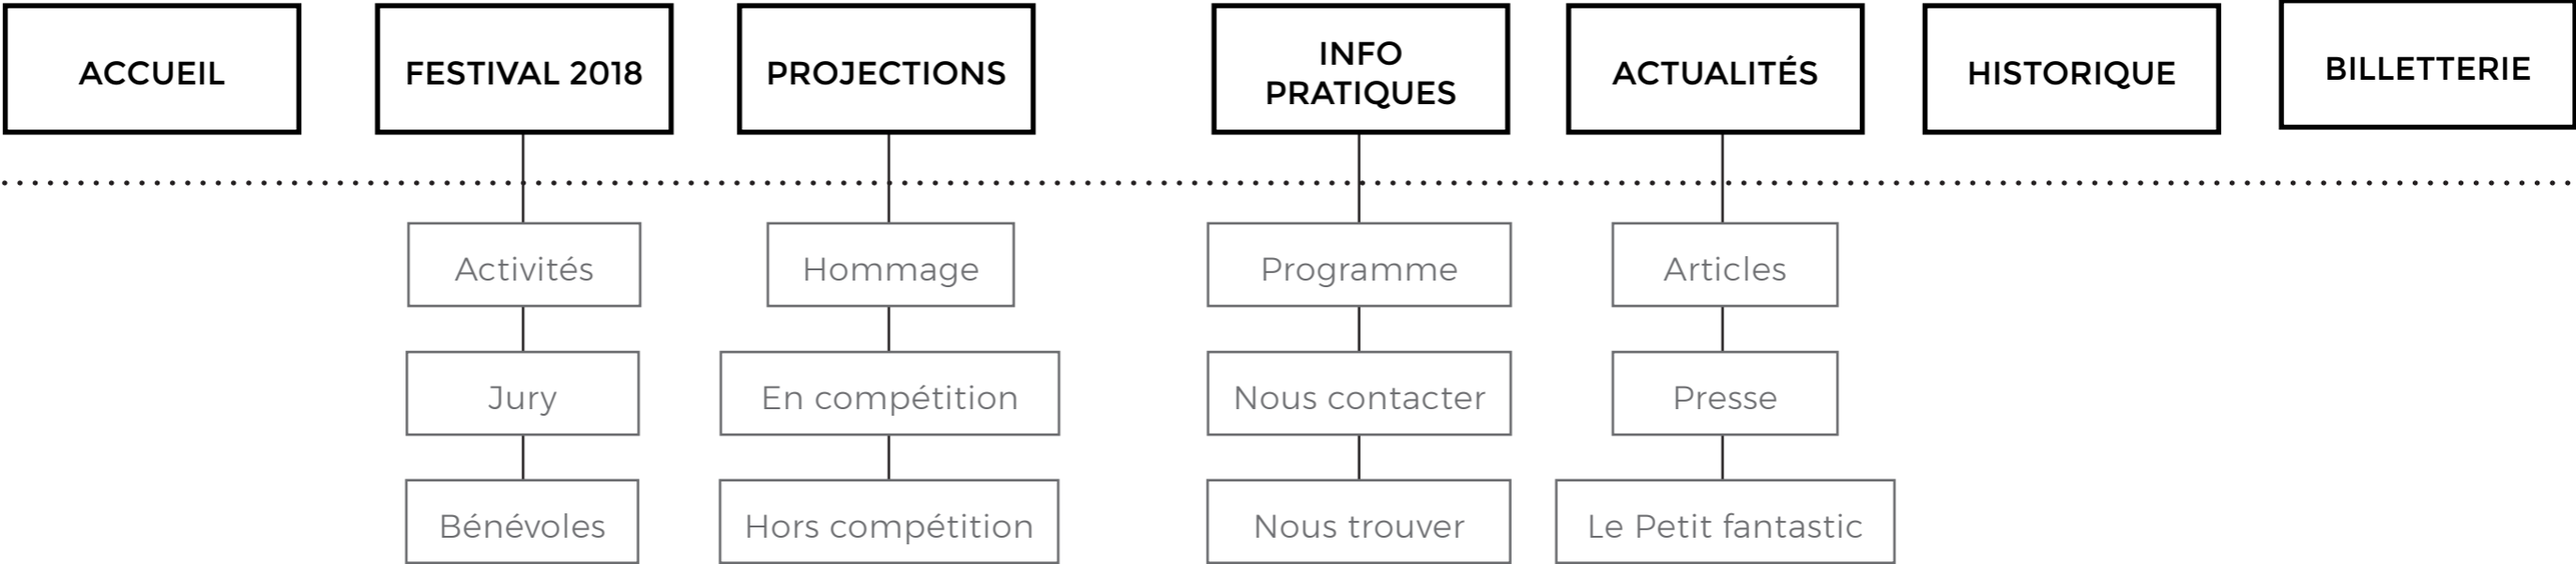 ACCUEIL
FESTIVAL 2018
PROJECTIONS
INFO
PRATIQUES
ACTUALITÉS
HISTORIQUE
BILLETTERIE
Activités
Hommage
Programme
Articles
Jury
En compétition
Nous contacter
Presse
Bénévoles
Hors compétition
Nous trouver
Le Petit fantastic